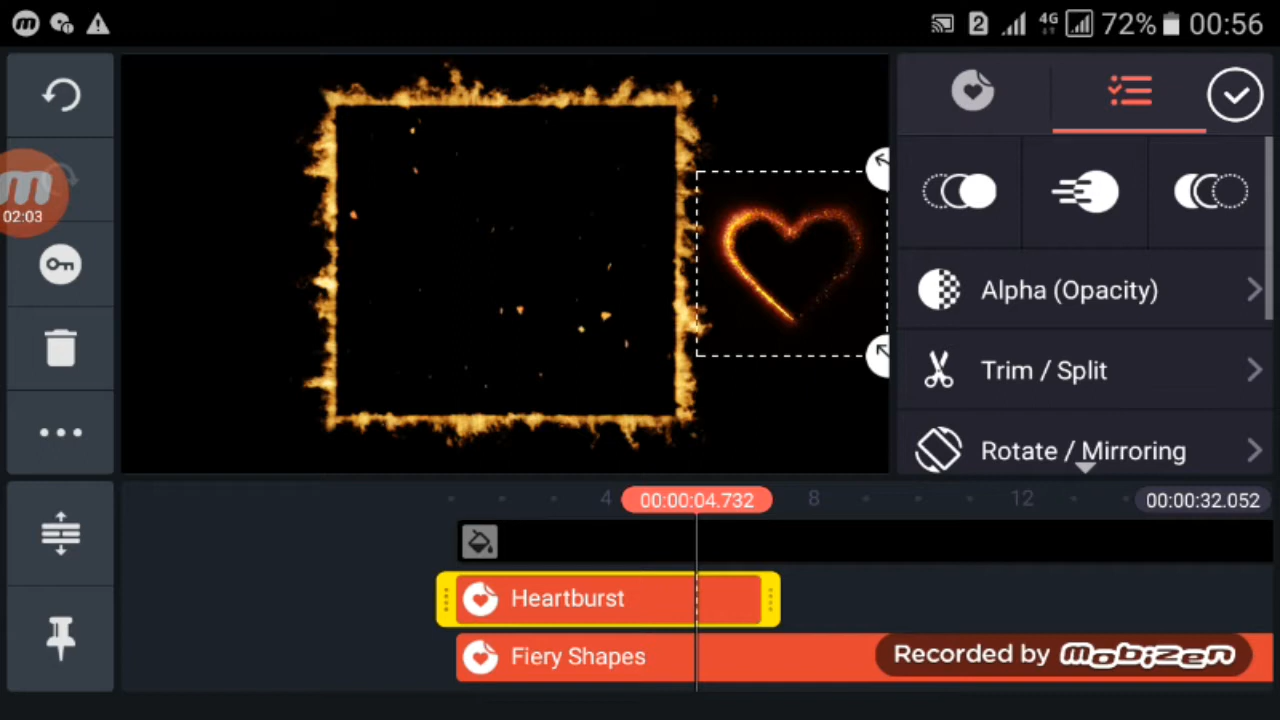 4G 72% 00:56
02:03
Alpha (Opacity)
Trim / Split
Rotate / Mirroring
4 00:00:04.732 8 12 00:00:32.052
Heartburst
Fiery Shapes
Recorded by mobizen